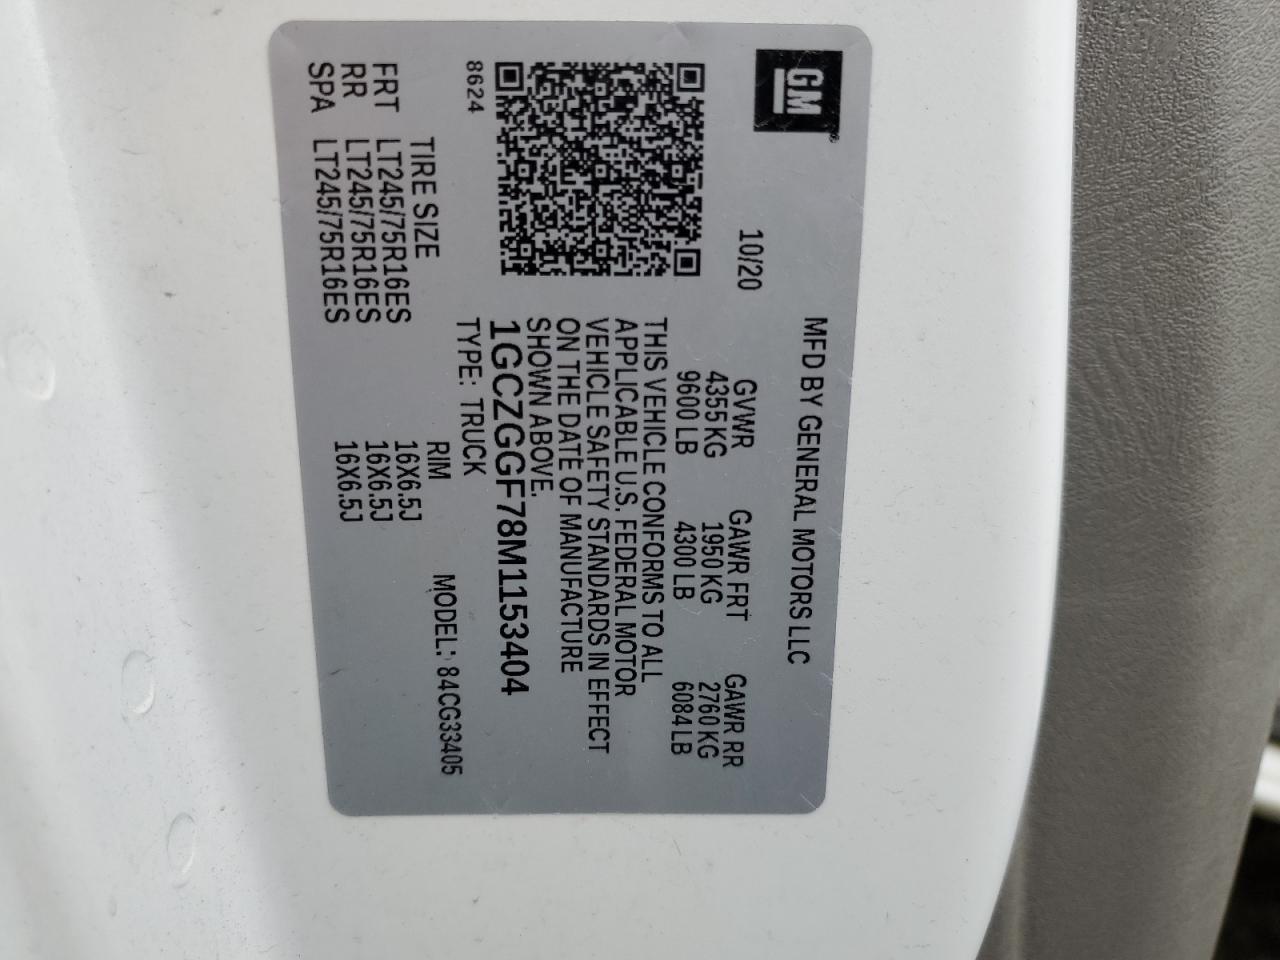 GM
MFD BY GENERAL MOTORS LLC
10/20
GVWR GAWR FRT GAWR RR
4355 KG 1950 KG 2760 KG
9600 LB 4300 LB 6084 LB
THIS VEHICLE CONFORMS TO ALL
APPLICABLE U.S. FEDERAL MOTOR
VEHICLE SAFETY STANDARDS IN EFFECT
ON THE DATE OF MANUFACTURE
SHOWN ABOVE.
1GCZGGF78M1153404
8624
TYPE: TRUCK
MODEL: 84CG33405
TIRE SIZE RIM
FRT LT245/75R16ES 16X6.5J
RR LT245/75R16ES 16X6.5J
SPA LT245/75R16ES 16X6.5J